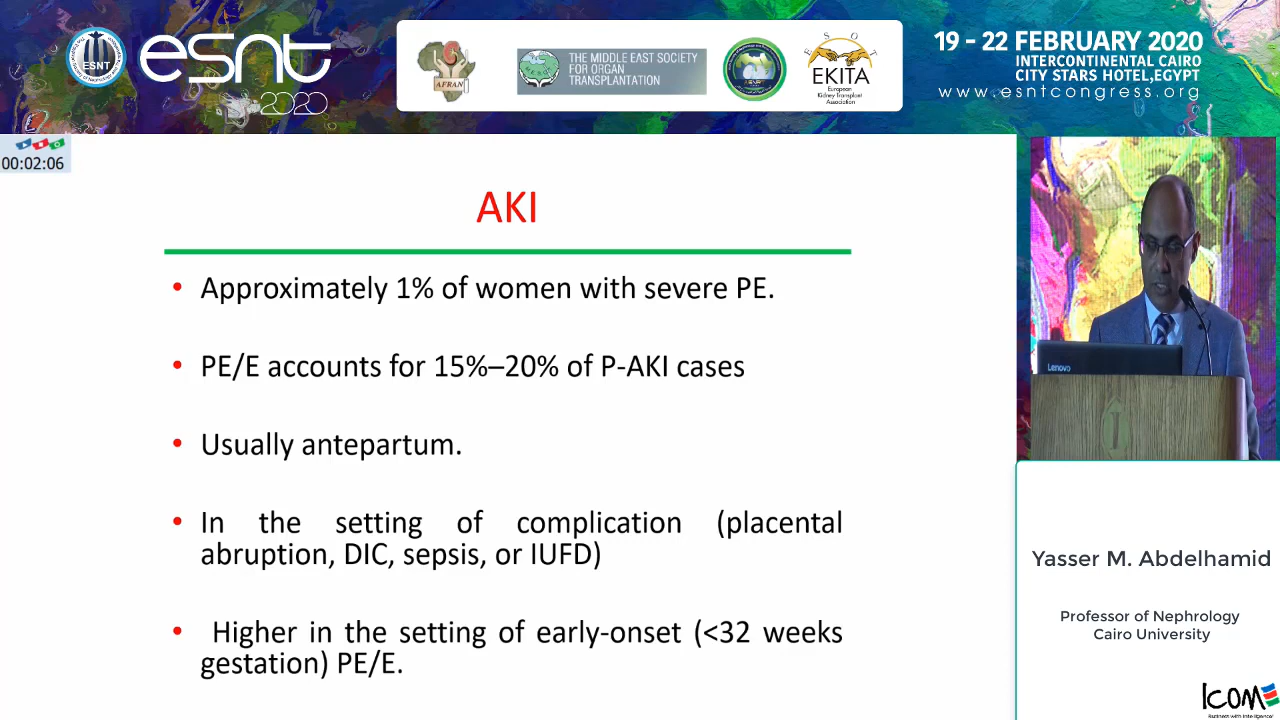 ESNT
esnt
2020
AFRAN
THE MIDDLE EAST SOCIETY
FOR ORGAN
TRANSPLANTATION
ESOT
EKITA
European
Kidney Transplant
Association
19 - 22 FEBRUARY 2020
INTERCONTINENTAL CAIRO
CITY STARS HOTEL,EGYPT
www.esntcongress.org
00:02:06
AKI
• Approximately 1% of women with severe PE.
• PE/E accounts for 15%–20% of P-AKI cases
• Usually antepartum.
• In the setting of complication (placental
abruption, DIC, sepsis, or IUFD)
• Higher in the setting of early-onset (<32 weeks
gestation) PE/E.
Lenovo
Yasser M. Abdelhamid
Professor of Nephrology
Cairo University
ICOM
Business with Intelligence!